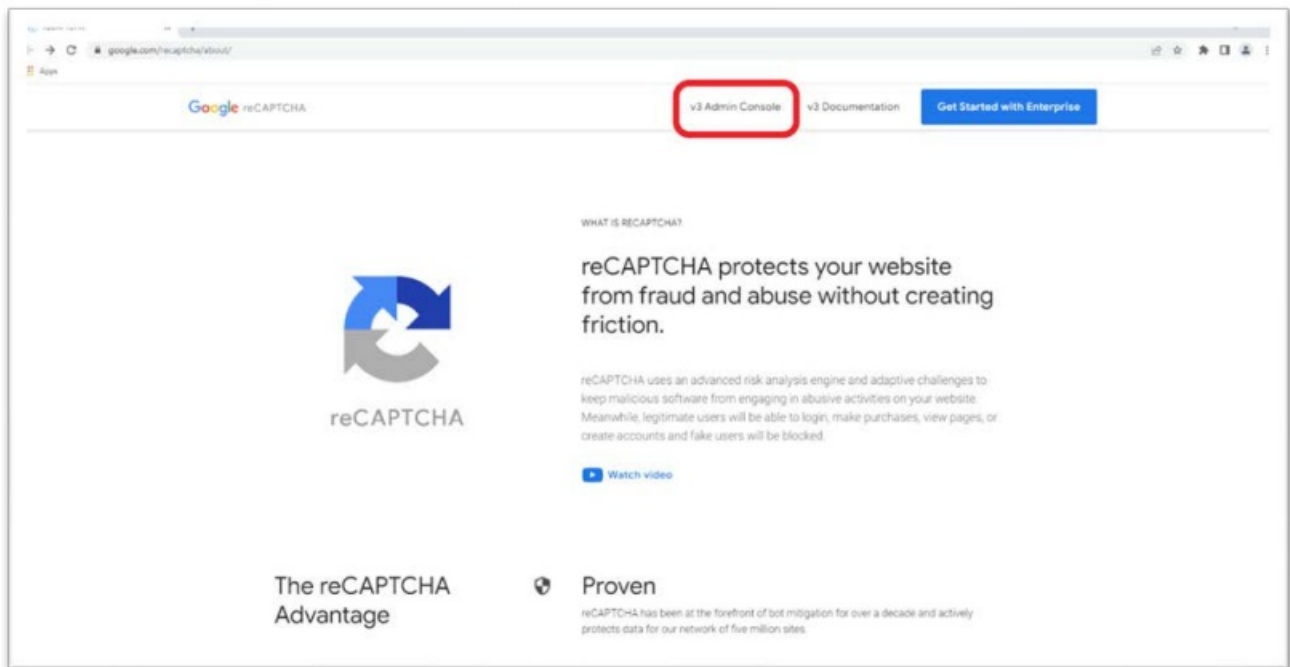 google.com/recaptcha/about/
Apps
Google reCAPTCHA
v3 Admin Console
v3 Documentation
Get Started with Enterprise
WHAT IS RECAPTCHA?
reCAPTCHA protects your website
from fraud and abuse without creating
friction.
reCAPTCHA uses an advanced risk analysis engine and adaptive challenges to
keep malicious software from engaging in abusive activities on your website.
Meanwhile, legitimate users will be able to login, make purchases, view pages, or
create accounts and fake users will be blocked.
reCAPTCHA
Watch video
The reCAPTCHA
Advantage
Proven
reCAPTCHA has been at the forefront of bot mitigation for over a decade and actively
protects data for our network of five million sites.